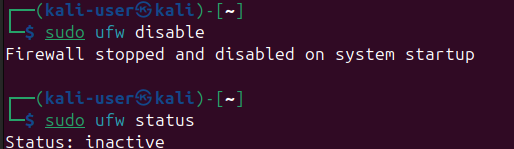 ┌──(kali-user㉿kali)-[~]
└─$ sudo ufw disable
Firewall stopped and disabled on system startup
┌──(kali-user㉿kali)-[~]
└─$ sudo ufw status
Status: inactive